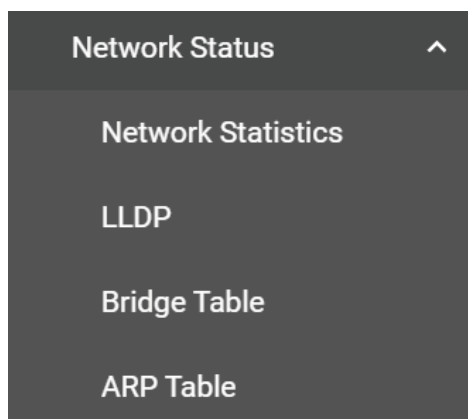 Network Status
Network Statistics
LLDP
Bridge Table
ARP Table